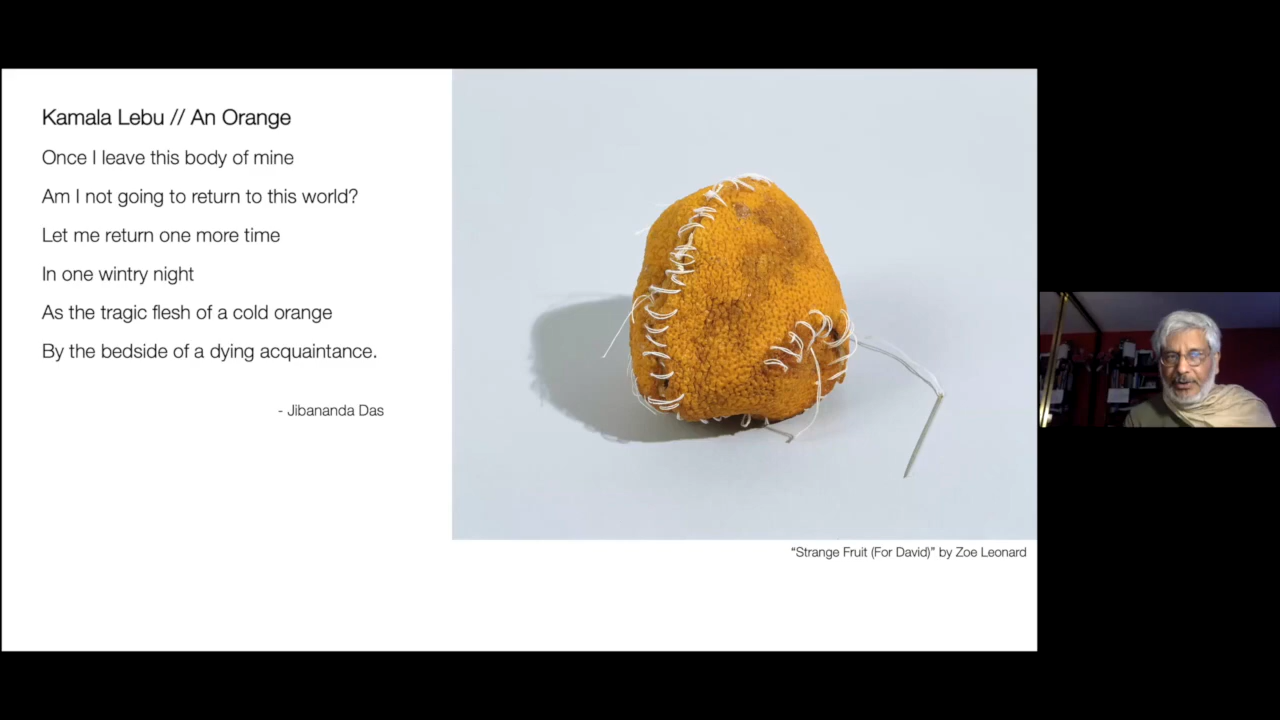 Kamala Lebu // An Orange
Once I leave this body of mine
Am I not going to return to this world?
Let me return one more time
In one wintry night
As the tragic flesh of a cold orange
By the bedside of a dying acquaintance.
- Jibananda Das
“Strange Fruit (For David)” by Zoe Leonard